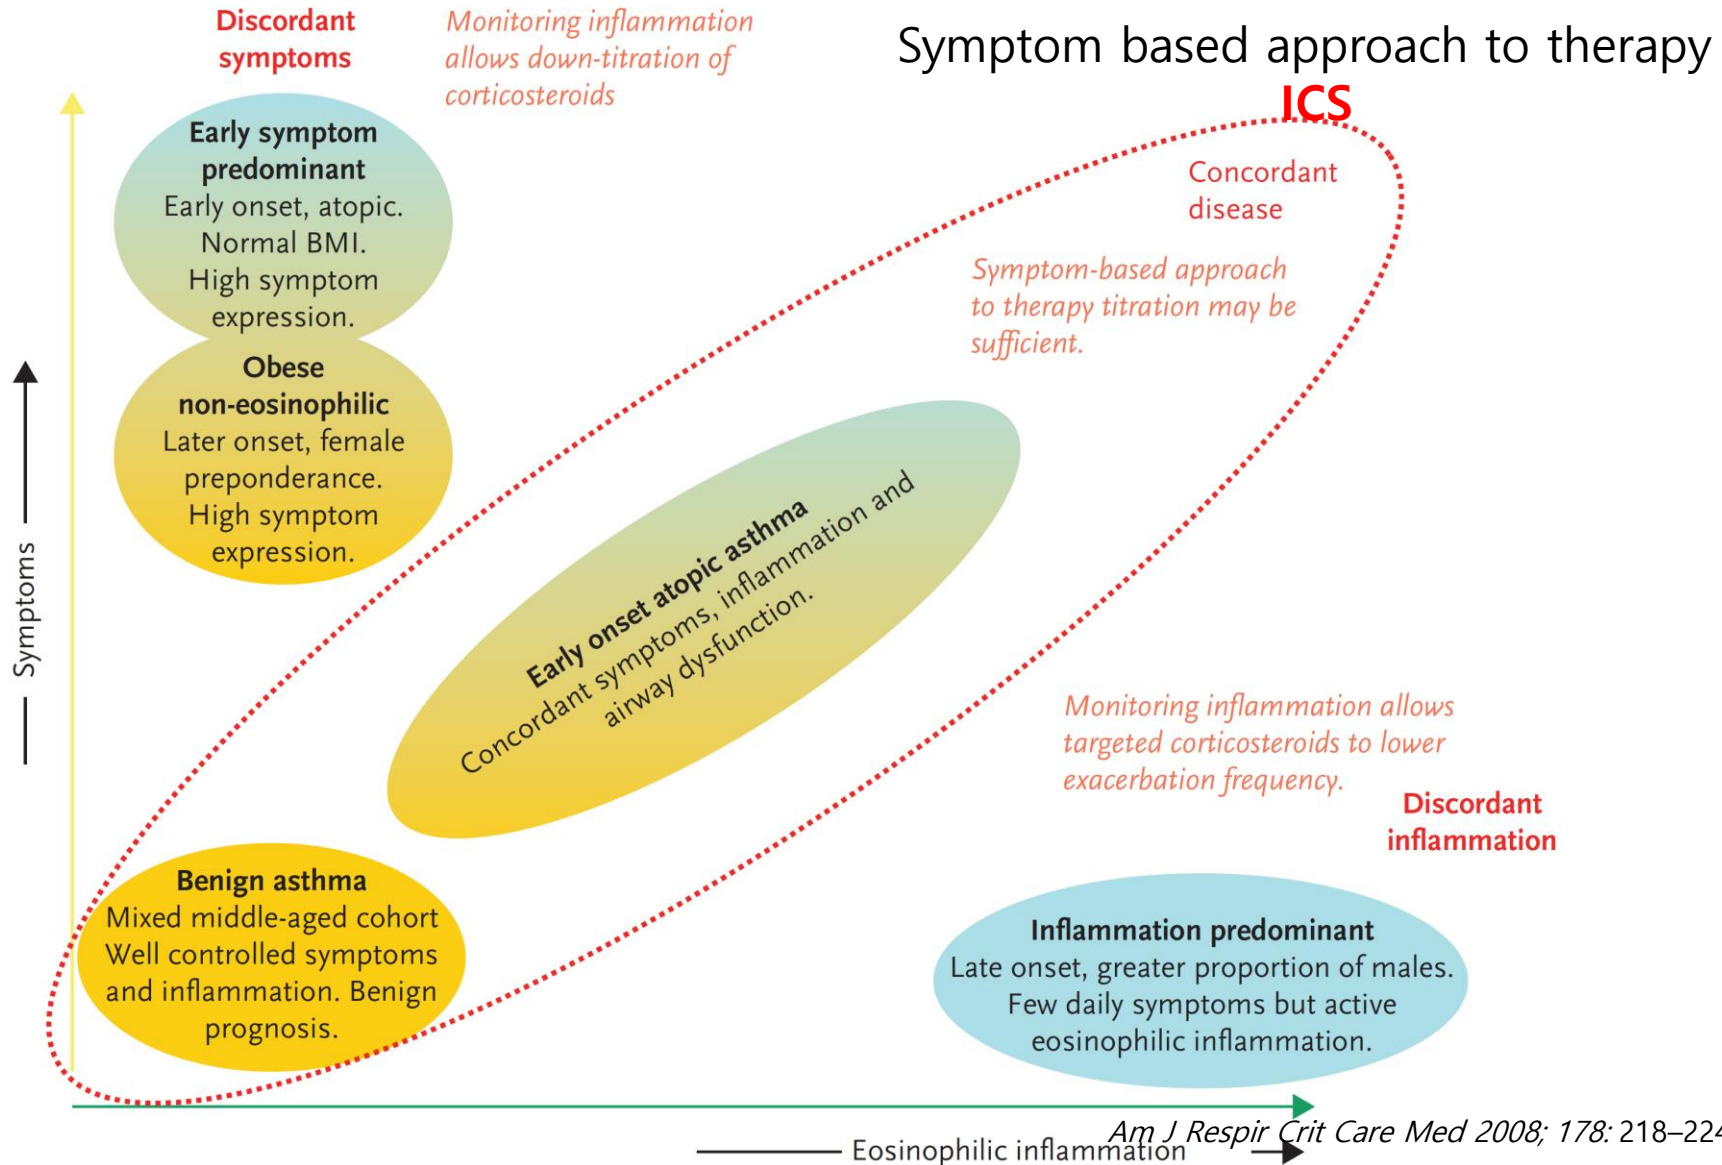 Symptom based approach to therapy
ICS
Discordant
symptoms
Monitoring inflammation
allows down-titration of
corticosteroids
Early symptom
predominant
Early onset, atopic.
Normal BMI.
High symptom
expression.
Obese
non-eosinophilic
Later onset, female
preponderance.
High symptom
expression.
Concordant
disease
Symptom-based approach
to therapy titration may be
sufficient.
Early onset atopic asthma
Concordant symptoms, inflammation and
airway dysfunction.
Symptoms
Monitoring inflammation allows
targeted corticosteroids to lower
exacerbation frequency.
Discordant
inflammation
Benign asthma
Mixed middle-aged cohort
Well controlled symptoms
and inflammation. Benign
prognosis.
Inflammation predominant
Late onset, greater proportion of males.
Few daily symptoms but active
eosinophilic inflammation.
Eosinophilic inflammation
Am J Respir Crit Care Med 2008; 178: 218–224